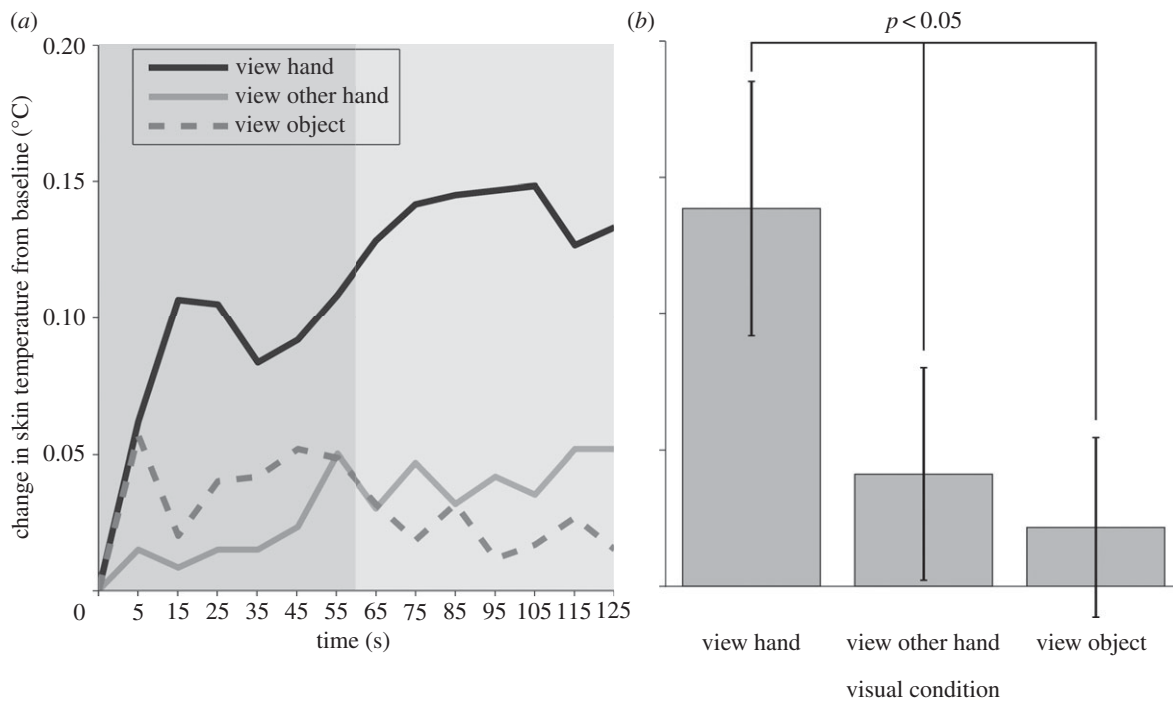 (a)
0.20
0.15
0.10
0.05
0
change in skin temperature from baseline (°C)
view hand
view other hand
view object
5 15 25 35 45 55 65 75 85 95 105 115 125
time (s)
(b)
p < 0.05
view hand view other hand view object
visual condition